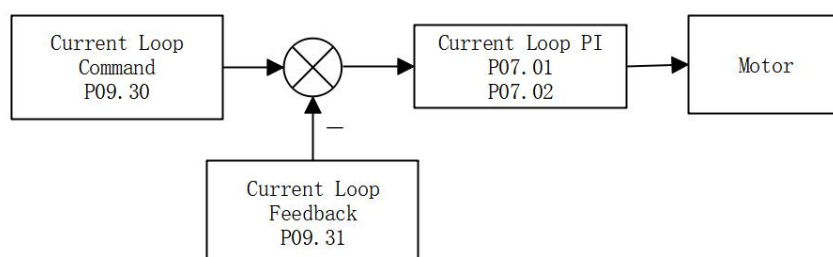 Current Loop
Command
P09.30
Current Loop PI
P07.01
P07.02
Motor
−
Current Loop
Feedback
P09.31